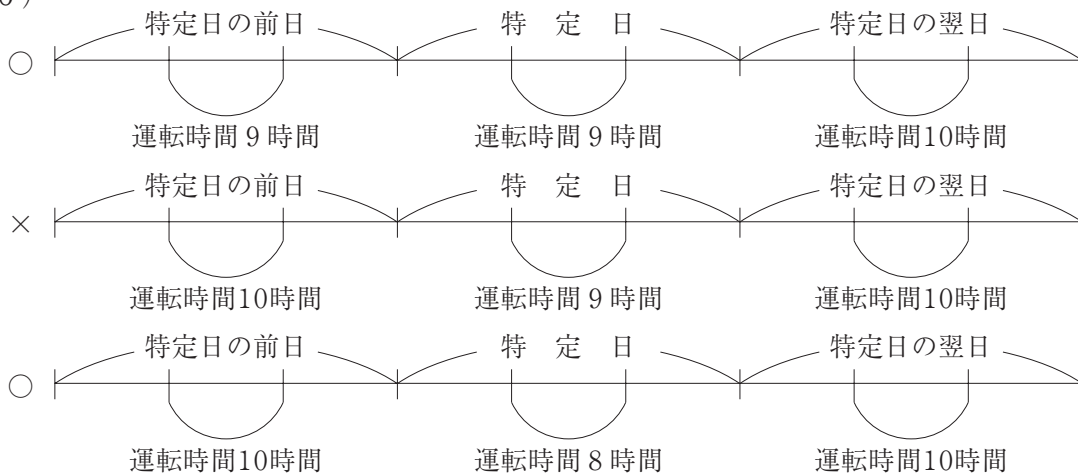 特定日の前日 特 定 日 特定日の翌日
○
運転時間9時間 運転時間9時間 運転時間10時間
特定日の前日 特 定 日 特定日の翌日
×
運転時間10時間 運転時間9時間 運転時間10時間
特定日の前日 特 定 日 特定日の翌日
○
運転時間10時間 運転時間8時間 運転時間10時間